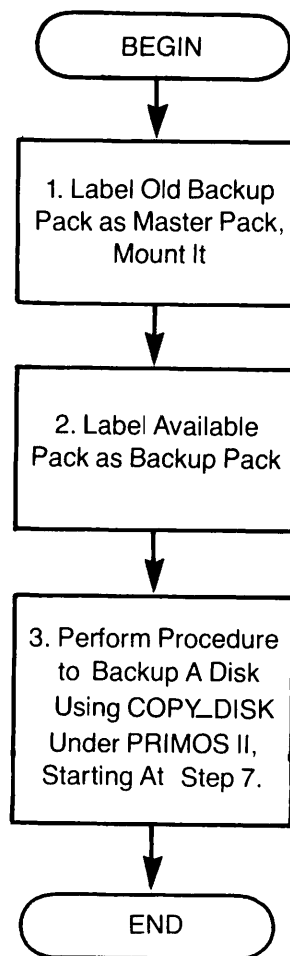 BEGIN
1. Label Old Backup
Pack as Master Pack,
Mount It
2. Label Available
Pack as Backup Pack
3. Perform Procedure
to Backup A Disk
Using COPY_DISK
Under PRIMOS II,
Starting At Step 7.
END